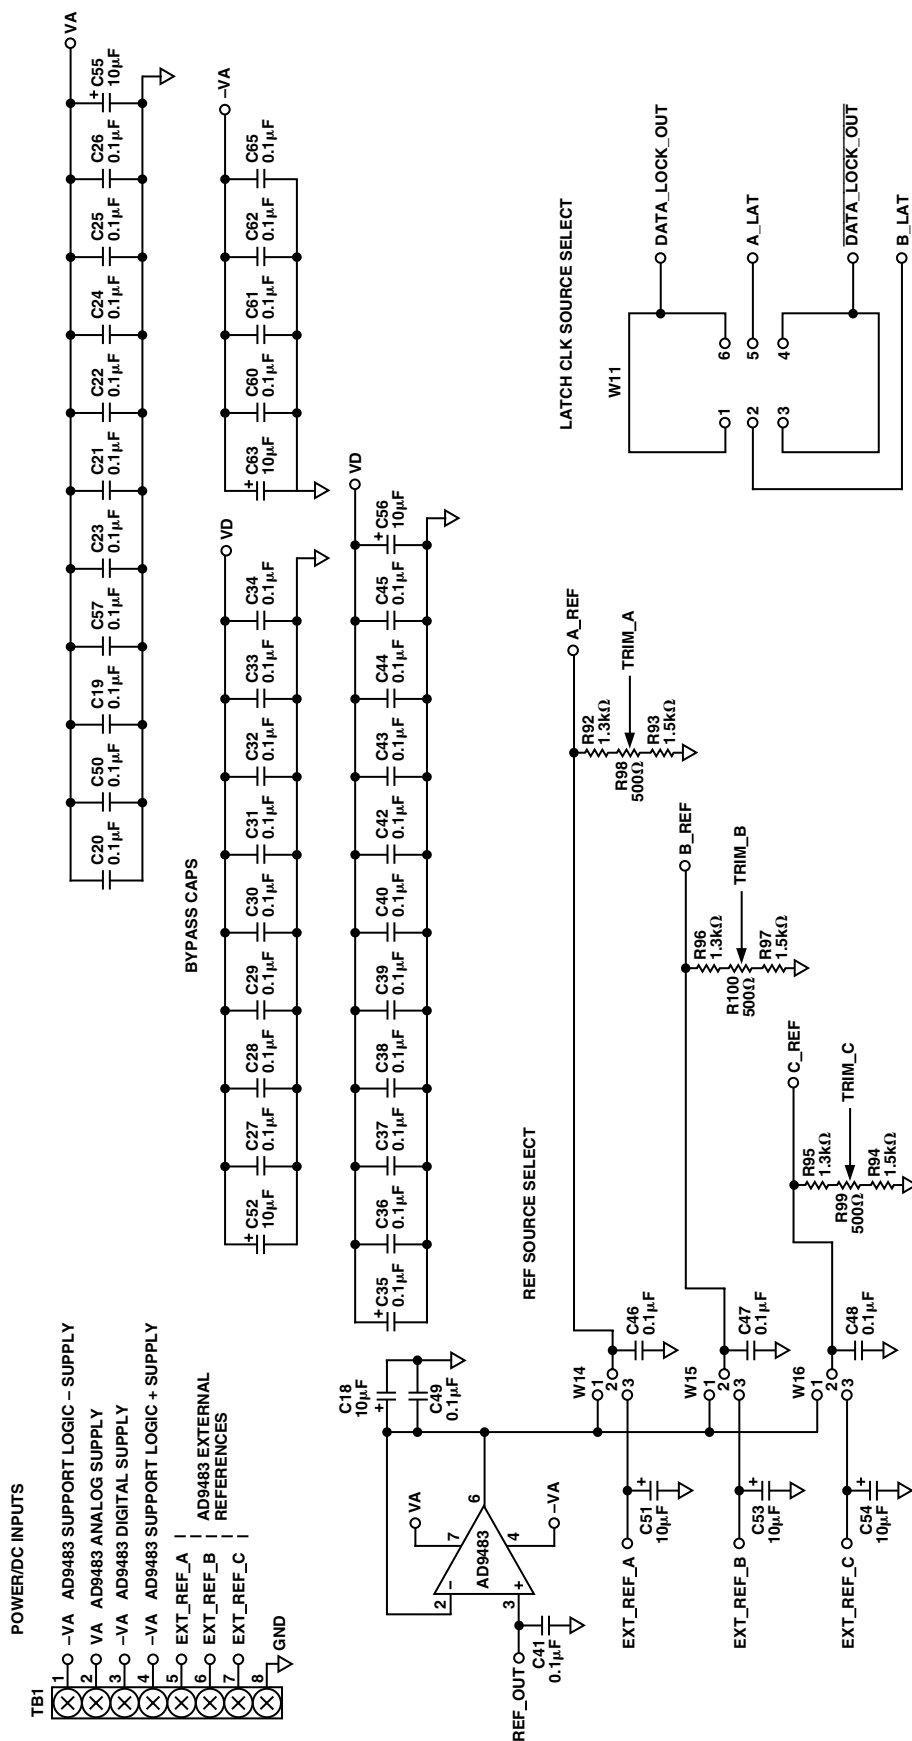 POWER/DC INPUTS
TB1
1 –VA AD9483 SUPPORT LOGIC – SUPPLY
2 VA AD9483 ANALOG SUPPLY
3 –VA AD9483 DIGITAL SUPPLY
4 –VA AD9483 SUPPORT LOGIC + SUPPLY
5 EXT_REF_A
6 EXT_REF_B
7 EXT_REF_C
8
GND
AD9483 EXTERNAL
REFERENCES
C20
0.1µF
C50
0.1µF
C19
0.1µF
C57
0.1µF
C23
0.1µF
C21
0.1µF
C22
0.1µF
C24
0.1µF
C25
0.1µF
C26
0.1µF
+ C55
10µF
VA
BYPASS CAPS
+ C52
10µF
C27
0.1µF
C28
0.1µF
C29
0.1µF
C30
0.1µF
C31
0.1µF
C32
0.1µF
C33
0.1µF
C34
0.1µF
VD
+ C63
10µF
C60
0.1µF
C61
0.1µF
C62
0.1µF
C65
0.1µF
–VA
+ C35
0.1µF
C36
0.1µF
C37
0.1µF
C38
0.1µF
C39
0.1µF
C40
0.1µF
C42
0.1µF
C43
0.1µF
C44
0.1µF
C45
0.1µF
+ C56
10µF
VD
C18
10µF
+
C49
0.1µF
VA
7
2
–
AD9483
6
3
+
4
–VA
REF_OUT
C41
0.1µF
REF SOURCE SELECT
EXT_REF_A
+
C51
10µF
W14
1
2
3
C46
0.1µF
A_REF
R92
1.3kΩ
R98
500Ω
TRIM_A
R93
1.5kΩ
EXT_REF_B
+
C53
10µF
W15
1
2
3
C47
0.1µF
B_REF
R96
1.3kΩ
R100
500Ω
TRIM_B
R97
1.5kΩ
EXT_REF_C
+
C54
10µF
W16
1
2
3
C48
0.1µF
C_REF
R95
1.3kΩ
R99
500Ω
TRIM_C
R94
1.5kΩ
LATCH CLK SOURCE SELECT
W11
1 6
2 5
3 4
DATA_LOCK_OUT
A_LAT
DATA_LOCK_OUT
B_LAT